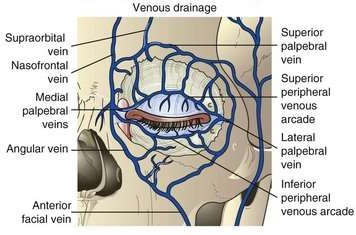 Venous drainage
Supraorbital
vein
Nasofrontal
vein
Medial
palpebral
veins
Angular vein
Anterior
facial vein
Superior
palpebral
vein
Superior
peripheral
venous
arcade
Lateral
palpebral
vein
Inferior
peripheral
venous arcade